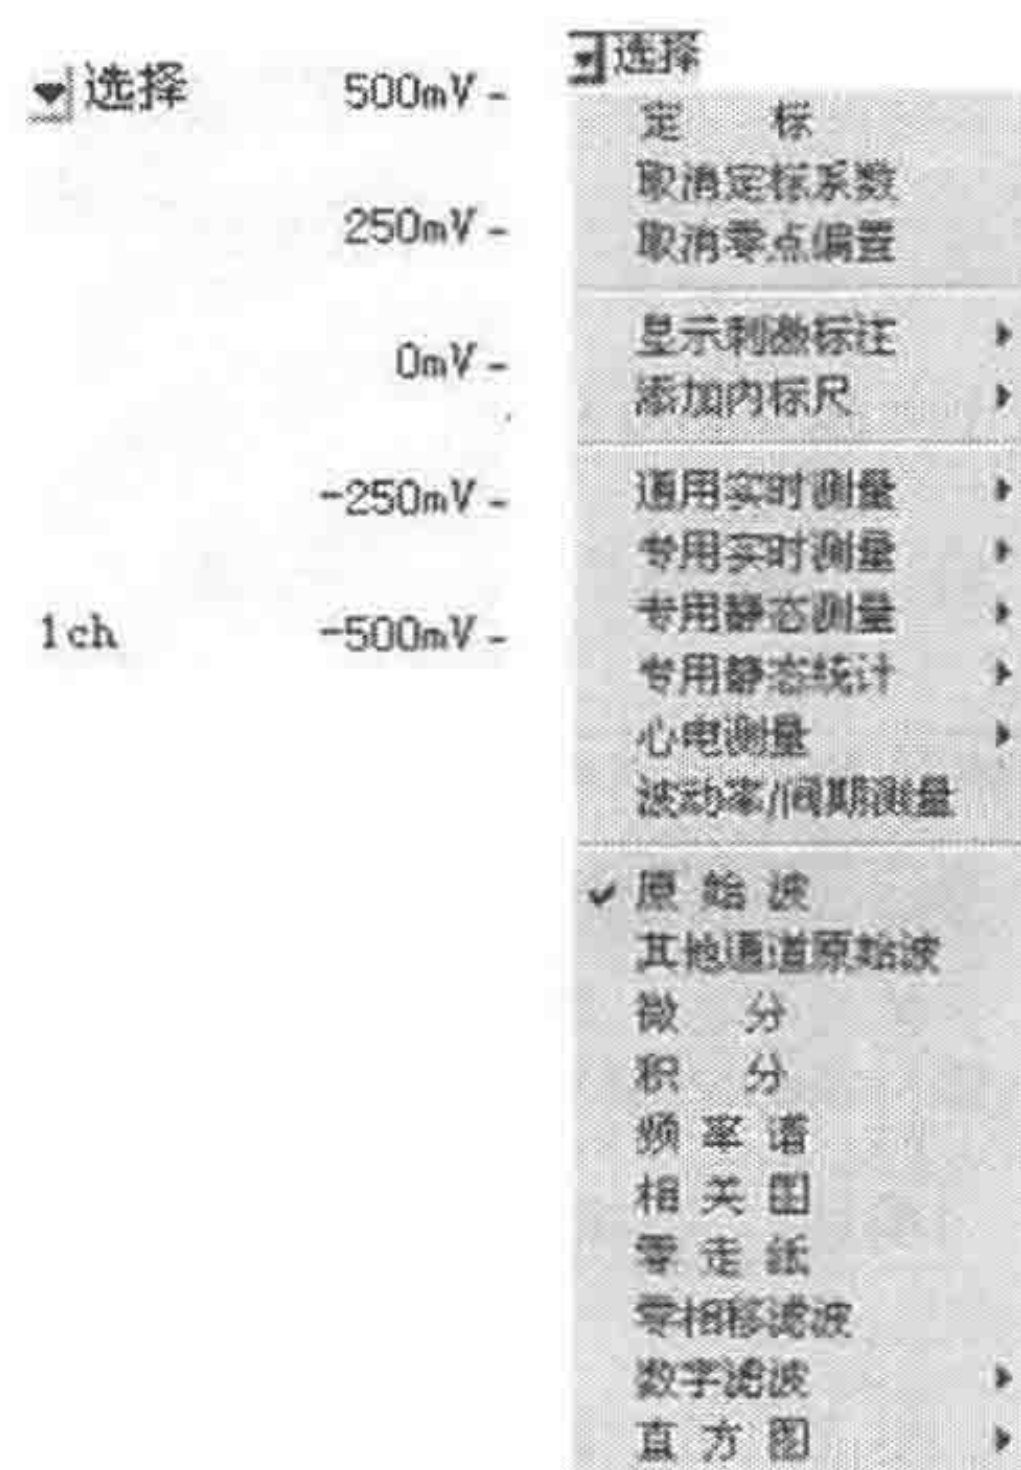 选择
500mV
250mV
0mV
-250mV
1ch
-500mV
选择
定 标
取消定标系数
取消零点偏置
显示刺激标注
添加内标尺
通用实时测量
专用实时测量
专用静态测量
专用静态统计
心电测量
波动率/间期测量
原 始 波
其他通道原始波
微 分
积 分
频 率 谱
相 关 图
零 走 纸
零相移滤波
数字滤波
直 方 图